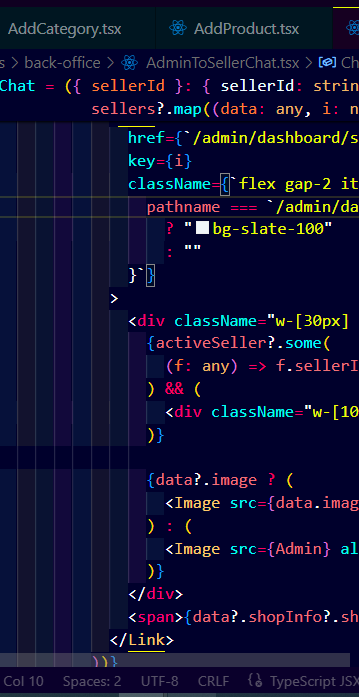 AddCategory.tsx AddProduct.tsx
s > back-office > AdminToSellerChat.tsx > Ch
Chat = ({ sellerId }: { sellerId: strin
sellers?.map((data: any, i: n
href={`/admin/dashboard/s
key={i}
className={`flex gap-2 it
pathname === `/admin/da
? "bg-slate-100"
: ""
}`}
>
<div className="w-[30px]
{activeSeller?.some(
(f: any) => f.sellerI
) && (
<div className="w-[10
)}
{data?.image ? (
<Image src={data.imag
) : (
<Image src={Admin} al
)}
</div>
<span>{data?.shopInfo?.sh
</Link>
))}
Col 10 Spaces: 2 UTF-8 CRLF {} TypeScript JSX